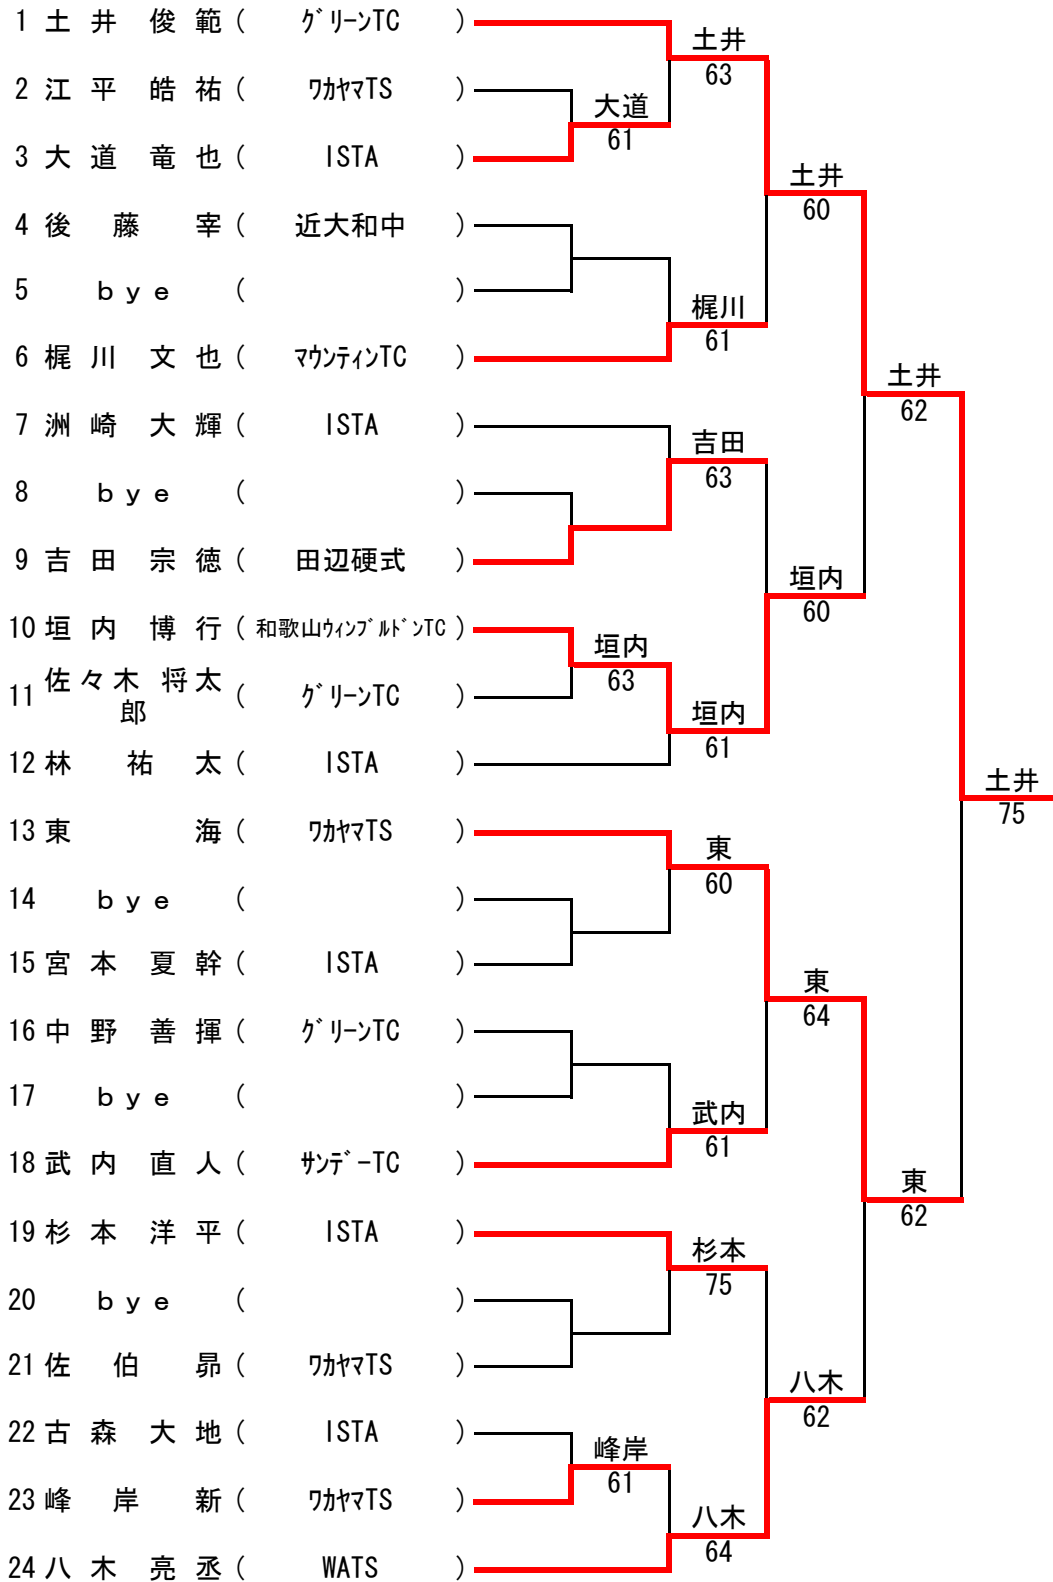 1 土 井 俊 範 ( グリーンTC )
土井
63
2 江 平 皓 祐 ( ワカヤマTS )
大道
61
3 大 道 竜 也 ( ISTA )
土井
60
4 後 藤 宰 ( 近大和中 )
5 bye ( )
梶川
61
6 梶 川 文 也 ( マウンティンTC )
土井
62
7 洲 崎 大 輝 ( ISTA )
吉田
63
8 bye ( )
9 吉 田 宗 徳 ( 田辺硬式 )
垣内
60
10 垣 内 博 行 ( 和歌山ウィンブルドンTC )
垣内
63
11 佐々木 将太
郎 ( グリーンTC )
垣内
61
12 林 祐 太 ( ISTA )
土井
75
13 東 海 ( ワカヤマTS )
東
60
14 bye ( )
15 宮 本 夏 幹 ( ISTA )
東
64
16 中 野 善 揮 ( グリーンTC )
17 bye ( )
武内
61
18 武 内 直 人 ( サンデーTC )
東
62
19 杉 本 洋 平 ( ISTA )
杉本
75
20 bye ( )
21 佐 伯 昴 ( ワカヤマTS )
八木
62
22 古 森 大 地 ( ISTA )
峰岸
61
23 峰 岸 新 ( ワカヤマTS )
八木
64
24 八 木 亮 丞 ( WATS )